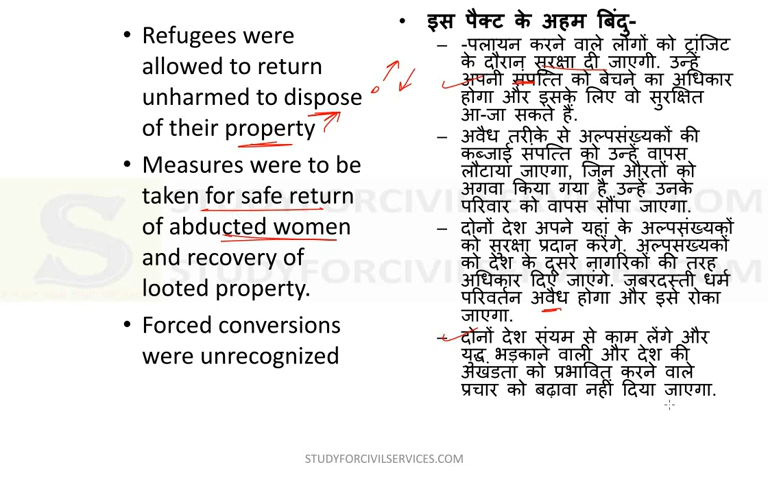 • Refugees were
allowed to return
unharmed to dispose
of their property
• Measures were to be
taken for safe return
of abducted women
and recovery of
looted property.
• Forced conversions
were unrecognized
• इस पैक्ट के अहम बिंदु-
– -पलायन करने वाले लोगों को ट्रांजिट
के दौरान सुरक्षा दी जाएगी. उन्हें
अपनी संपत्ति को बेचने का अधिकार
होगा और इसके लिए वो सुरक्षित
आ-जा सकते हैं.
– अवैध तरीके से अल्पसंख्यकों की
कब्जाई संपत्ति को उन्हें वापस
लौटाया जाएगा, जिन औरतों को
अगवा किया गया है उन्हें उनके
परिवार को वापस सौंपा जाएगा.
– दोनों देश अपने यहां के अल्पसंख्यकों
को सुरक्षा प्रदान करेंगे. अल्पसंख्यकों
को देश के दूसरे नागरिकों की तरह
अधिकार दिए जाएंगे. जबरदस्ती धर्म
परिवर्तन अवैध होगा और इसे रोका
जाएगा.
– दोनों देश संयम से काम लेंगे और
युद्ध भड़काने वाली और देश की
अखंडता को प्रभावित करने वाले
प्रचार को बढ़ावा नहीं दिया जाएगा.
STUDYFORCIVILSERVICES.COM